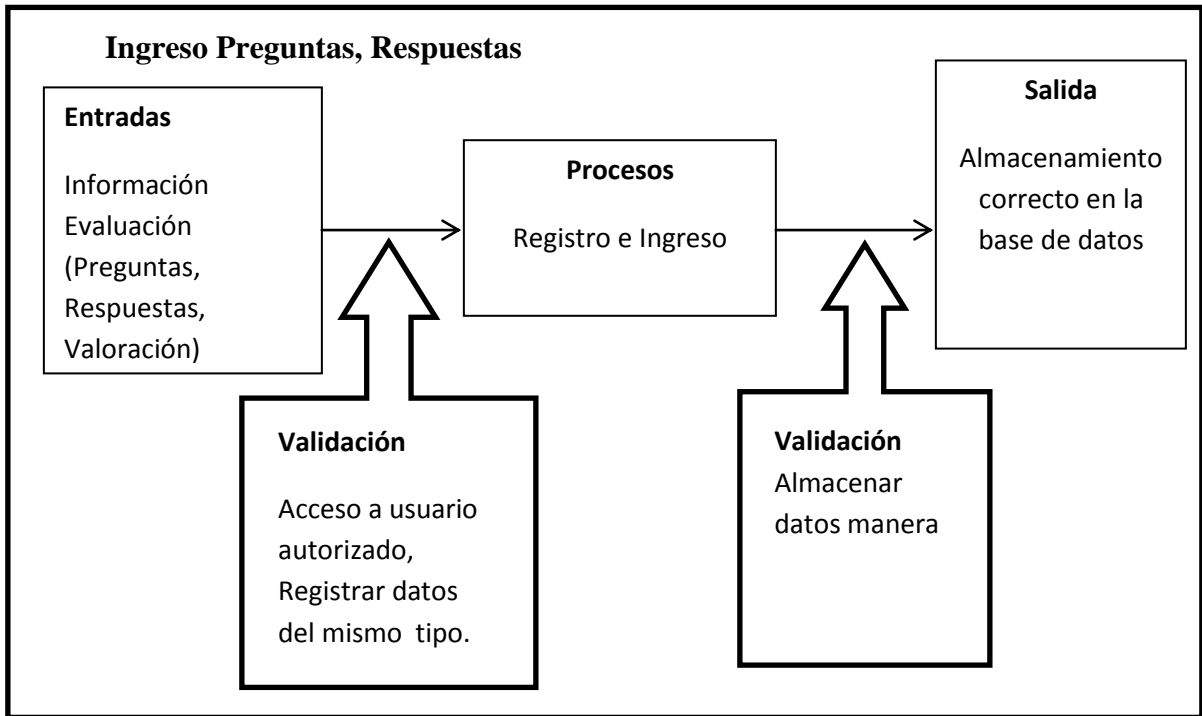 Ingreso Preguntas, Respuestas
Entradas
Información
Evaluación
(Preguntas,
Respuestas,
Valoración)
Procesos
Registro e Ingreso
Salida
Almacenamiento
correcto en la
base de datos
Validación
Acceso a usuario
autorizado,
Registrar datos
del mismo tipo.
Validación
Almacenar
datos manera